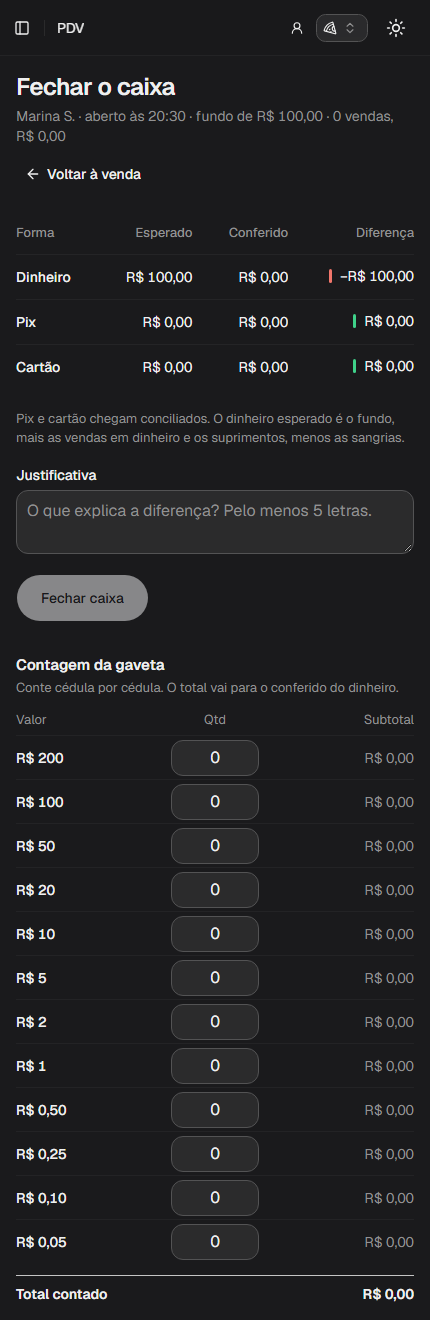 PDV
Fechar o caixa
Marina S. · aberto às 20:30 · fundo de R$ 100,00 · 0 vendas,
R$ 0,00
← Voltar à venda
Forma Esperado Conferido Diferença
Dinheiro R$ 100,00 R$ 0,00 −R$ 100,00
Pix R$ 0,00 R$ 0,00 R$ 0,00
Cartão R$ 0,00 R$ 0,00 R$ 0,00
Pix e cartão chegam conciliados. O dinheiro esperado é o fundo,
mais as vendas em dinheiro e os suprimentos, menos as sangrias.
Justificativa
O que explica a diferença? Pelo menos 5 letras.
Fechar caixa
Contagem da gaveta
Conte cédula por cédula. O total vai para o conferido do dinheiro.
Valor Qtd Subtotal
R$ 200 0 R$ 0,00
R$ 100 0 R$ 0,00
R$ 50 0 R$ 0,00
R$ 20 0 R$ 0,00
R$ 10 0 R$ 0,00
R$ 5 0 R$ 0,00
R$ 2 0 R$ 0,00
R$ 1 0 R$ 0,00
R$ 0,50 0 R$ 0,00
R$ 0,25 0 R$ 0,00
R$ 0,10 0 R$ 0,00
R$ 0,05 0 R$ 0,00
Total contado R$ 0,00